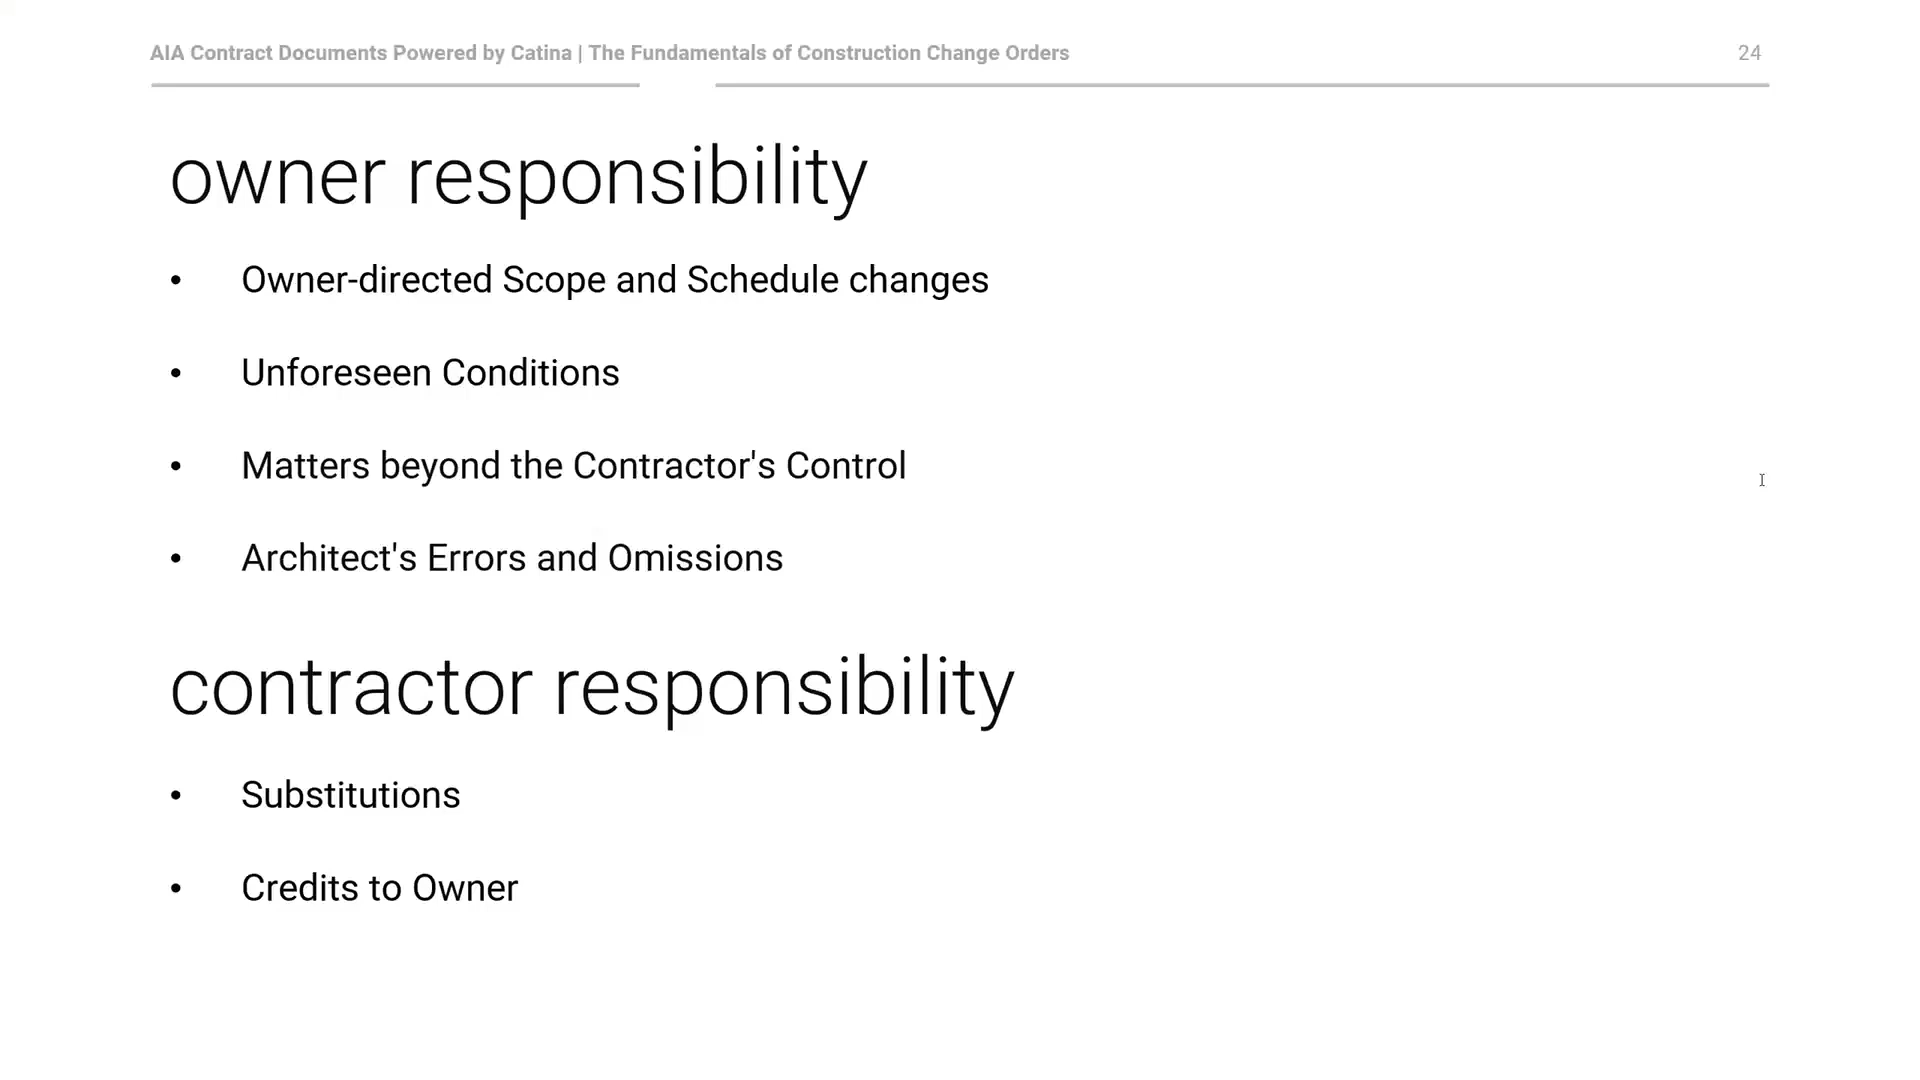 AIA Contract Documents Powered by Catina | The Fundamentals of Construction Change Orders
24
owner responsibility
• Owner-directed Scope and Schedule changes
• Unforeseen Conditions
• Matters beyond the Contractor's Control
• Architect's Errors and Omissions
contractor responsibility
• Substitutions
• Credits to Owner